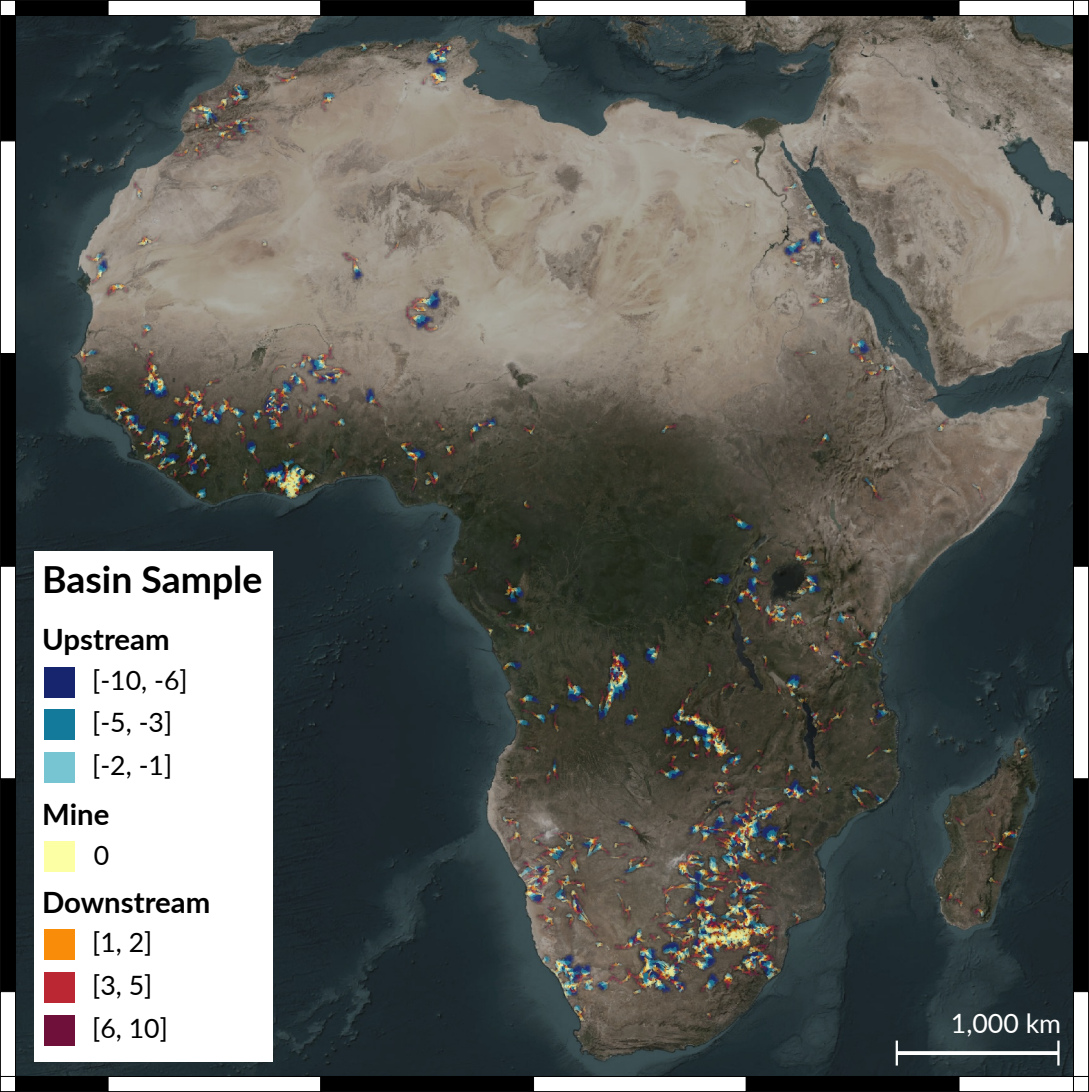 Basin Sample
Upstream
[-10, -6]
[-5, -3]
[-2, -1]
Mine
0
Downstream
[1, 2]
[3, 5]
[6, 10]
1,000 km